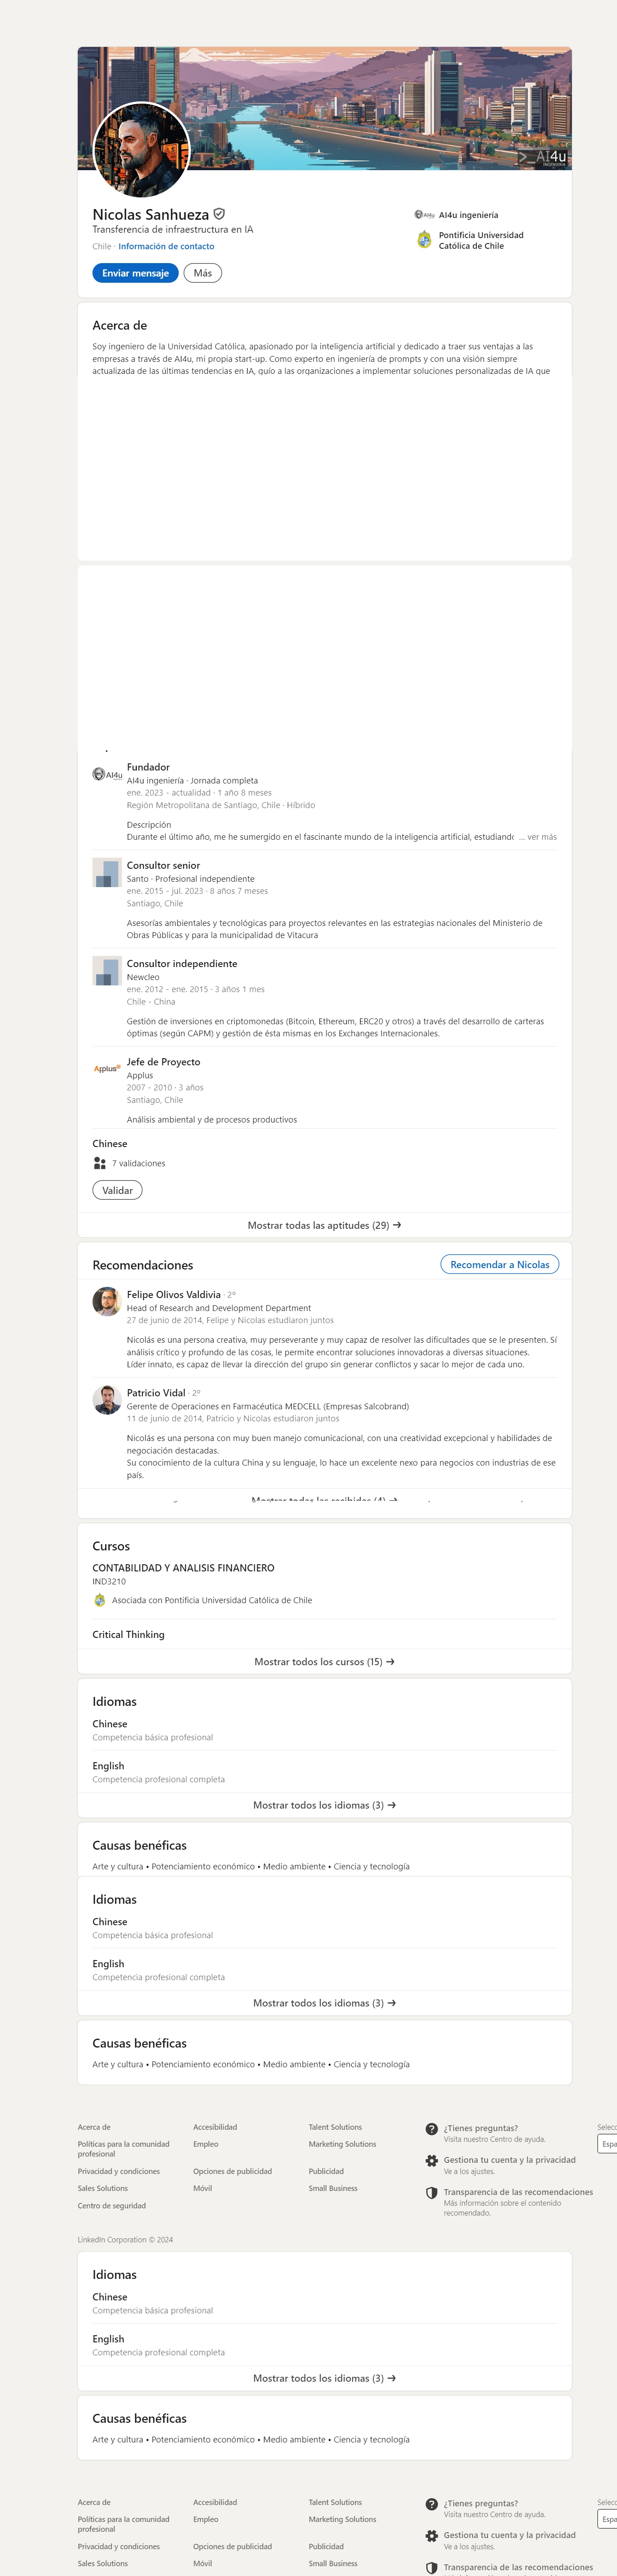 >_AI4u
INGENIERÍA
Nicolas Sanhueza
Transferencia de infraestructura en IA
Chile · Información de contacto
Enviar mensaje
Más
AI4u
AI4u ingeniería
Pontificia Universidad
Católica de Chile
Acerca de
Soy ingeniero de la Universidad Católica, apasionado por la inteligencia artificial y dedicado a traer sus ventajas a las
empresas a través de AI4u, mi propia start-up. Como experto en ingeniería de prompts y con una visión siempre
actualizada de las últimas tendencias en IA, guío a las organizaciones a implementar soluciones personalizadas de IA que
AI4u
Fundador
AI4u ingeniería · Jornada completa
ene. 2023 - actualidad · 1 año 8 meses
Región Metropolitana de Santiago, Chile · Híbrido
Descripción
Durante el último año, me he sumergido en el fascinante mundo de la inteligencia artificial, estudiando ... ver más
Consultor senior
Santo · Profesional independiente
ene. 2015 - jul. 2023 · 8 años 7 meses
Santiago, Chile
Asesorías ambientales y tecnológicas para proyectos relevantes en las estrategias nacionales del Ministerio de
Obras Públicas y para la municipalidad de Vitacura
Consultor independiente
Newcleo
ene. 2012 - ene. 2015 · 3 años 1 mes
Chile - China
Gestión de inversiones en criptomonedas (Bitcoin, Ethereum, ERC20 y otros) a través del desarrollo de carteras
óptimas (según CAPM) y gestión de ésta mismas en los Exchanges Internacionales.
Applus+
Jefe de Proyecto
Applus
2007 - 2010 · 3 años
Santiago, Chile
Análisis ambiental y de procesos productivos
Chinese
7 validaciones
Validar
Mostrar todas las aptitudes (29) →
Recomendaciones
Recomendar a Nicolas
Felipe Olivos Valdivia · 2º
Head of Research and Development Department
27 de junio de 2014, Felipe y Nicolas estudiaron juntos
Nicolás es una persona creativa, muy perseverante y muy capaz de resolver las dificultades que se le presenten. Sí
análisis crítico y profundo de las cosas, le permite encontrar soluciones innovadoras a diversas situaciones.
Líder innato, es capaz de llevar la dirección del grupo sin generar conflictos y sacar lo mejor de cada uno.
Patricio Vidal · 2º
Gerente de Operaciones en Farmacéutica MEDCELL (Empresas Salcobrand)
11 de junio de 2014, Patricio y Nicolas estudiaron juntos
Nicolás es una persona con muy buen manejo comunicacional, con una creatividad excepcional y habilidades de
negociación destacadas.
Su conocimiento de la cultura China y su lenguaje, lo hace un excelente nexo para negocios con industrias de ese
país.
Mostrar todas las recibidas (4) →
Cursos
CONTABILIDAD Y ANALISIS FINANCIERO
IND3210
Asociada con Pontificia Universidad Católica de Chile
Critical Thinking
Mostrar todos los cursos (15) →
Idiomas
Chinese
Competencia básica profesional
English
Competencia profesional completa
Mostrar todos los idiomas (3) →
Causas benéficas
Arte y cultura • Potenciamiento económico • Medio ambiente • Ciencia y tecnología
Idiomas
Chinese
Competencia básica profesional
English
Competencia profesional completa
Mostrar todos los idiomas (3) →
Causas benéficas
Arte y cultura • Potenciamiento económico • Medio ambiente • Ciencia y tecnología
Acerca de
Accesibilidad
Talent Solutions
Políticas para la comunidad
profesional
Empleo
Marketing Solutions
Privacidad y condiciones
Opciones de publicidad
Publicidad
Sales Solutions
Móvil
Small Business
Centro de seguridad
¿Tienes preguntas?
Visita nuestro Centro de ayuda.
Gestiona tu cuenta y la privacidad
Ve a los ajustes.
Transparencia de las recomendaciones
Más información sobre el contenido
recomendado.
Selecc
Espa
LinkedIn Corporation © 2024
Idiomas
Chinese
Competencia básica profesional
English
Competencia profesional completa
Mostrar todos los idiomas (3) →
Causas benéficas
Arte y cultura • Potenciamiento económico • Medio ambiente • Ciencia y tecnología
Acerca de
Accesibilidad
Talent Solutions
Políticas para la comunidad
profesional
Empleo
Marketing Solutions
Privacidad y condiciones
Opciones de publicidad
Publicidad
Sales Solutions
Móvil
Small Business
¿Tienes preguntas?
Visita nuestro Centro de ayuda.
Gestiona tu cuenta y la privacidad
Ve a los ajustes.
Transparencia de las recomendaciones
Selecc
Espa